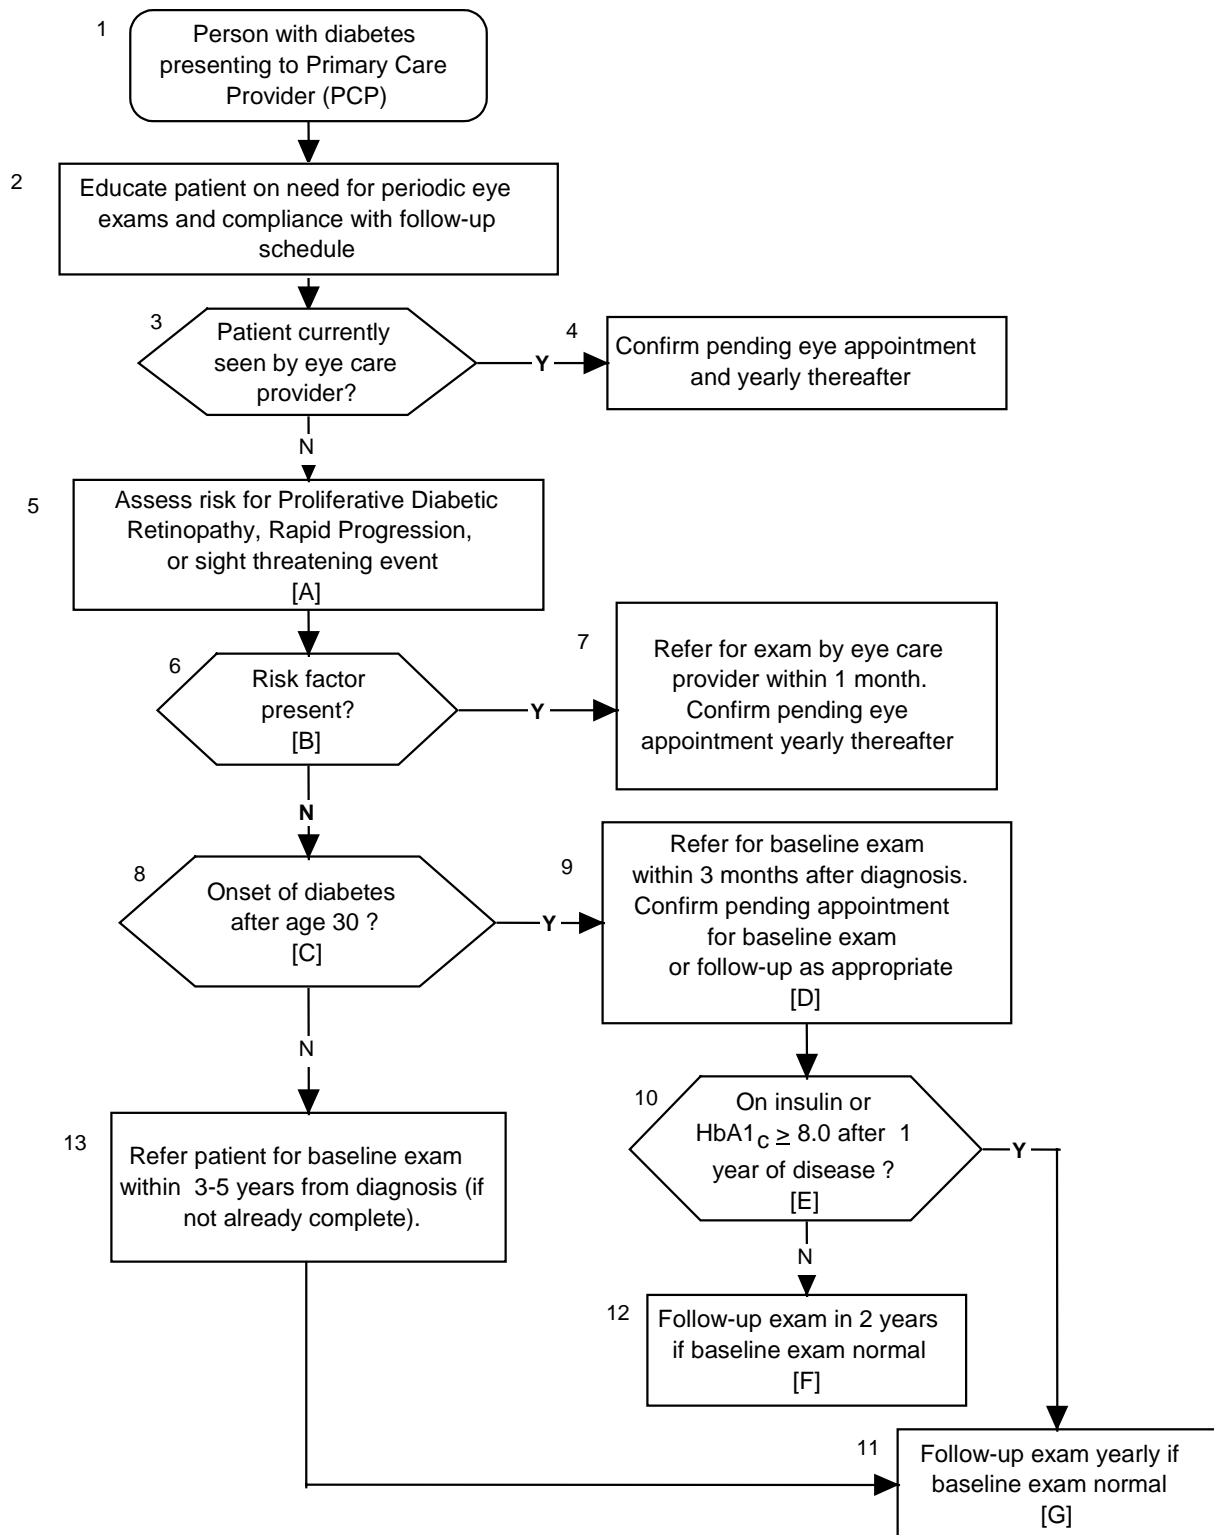 1
Person with diabetes
presenting to Primary Care
Provider (PCP)
2
Educate patient on need for periodic eye
exams and compliance with follow-up
schedule
3
Patient currently
seen by eye care
provider?
Y
4
Confirm pending eye appointment
and yearly thereafter
N
5
Assess risk for Proliferative Diabetic
Retinopathy, Rapid Progression,
or sight threatening event
[A]
6
Risk factor
present?
[B]
Y
7
Refer for exam by eye care
provider within 1 month.
Confirm pending eye
appointment yearly thereafter
N
8
Onset of diabetes
after age 30 ?
[C]
Y
9
Refer for baseline exam
within 3 months after diagnosis.
Confirm pending appointment
for baseline exam
or follow-up as appropriate
[D]
N
10
On insulin or
HbA1c ≥ 8.0 after 1
year of disease ?
[E]
Y
N
13
Refer patient for baseline exam
within 3-5 years from diagnosis (if
not already complete).
12
Follow-up exam in 2 years
if baseline exam normal
[F]
11
Follow-up exam yearly if
baseline exam normal
[G]